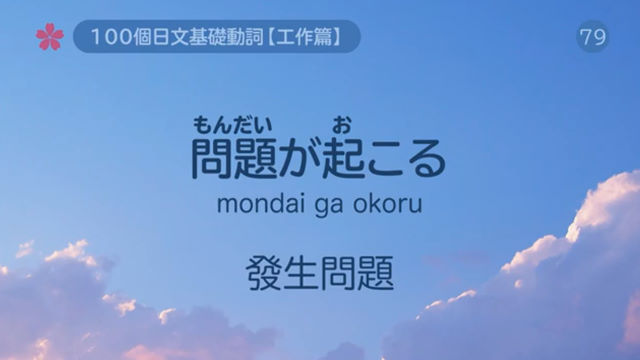 100個日文基礎動詞【工作篇】
79
もんだい お
問題が起こる
mondai ga okoru
發生問題